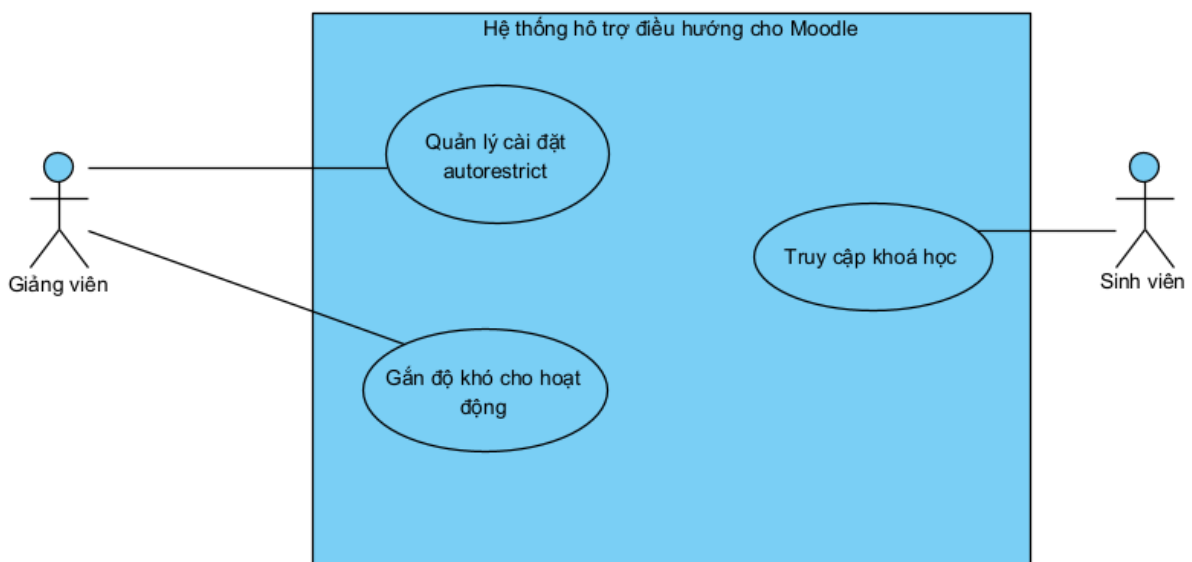 Hệ thống hô trợ điều hướng cho Moodle
Quản lý cài đặt
autorestrict
Truy cập khoá học
Giảng viên
Sinh viên
Gắn độ khó cho hoạt
động